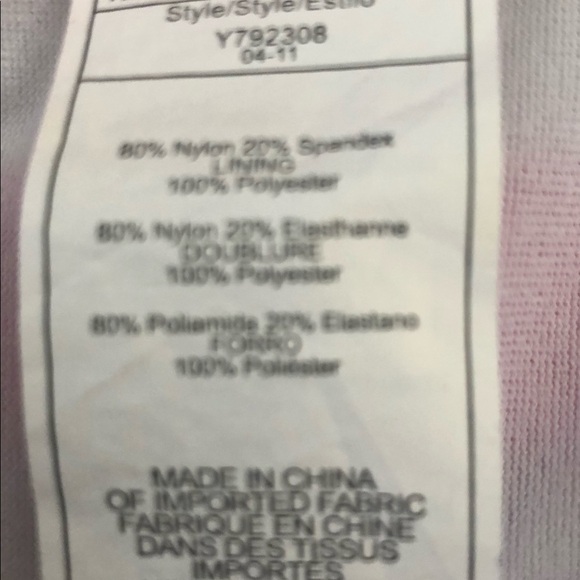 Style/Style/Estilo
Y792308
04-11
80% Nylon 20% Spandex
LINING
100% Polyester
80% Nylon 20% Elasthanne
DOUBLURE
100% Polyester
80% Poliamida 20% Elastano
FORRO
100% Poliester
MADE IN CHINA
OF IMPORTED FABRIC
FABRIQUE EN CHINE
DANS DES TISSUS
IMPORTES